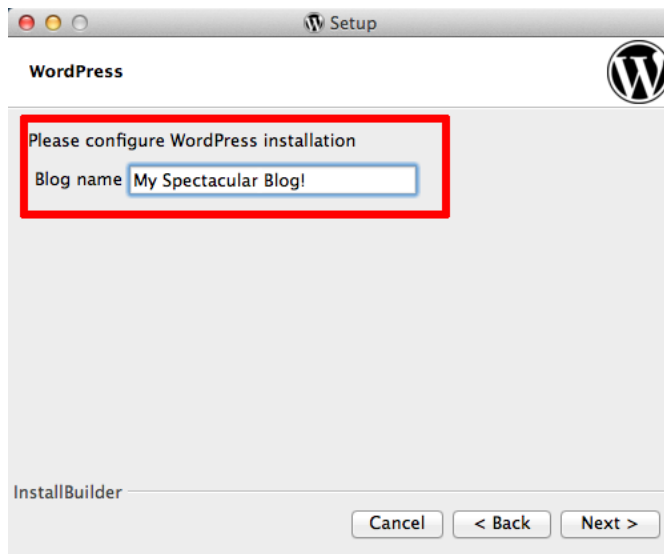 Setup
WordPress
Please configure WordPress installation
Blog name My Spectacular Blog!
InstallBuilder
Cancel < Back Next >